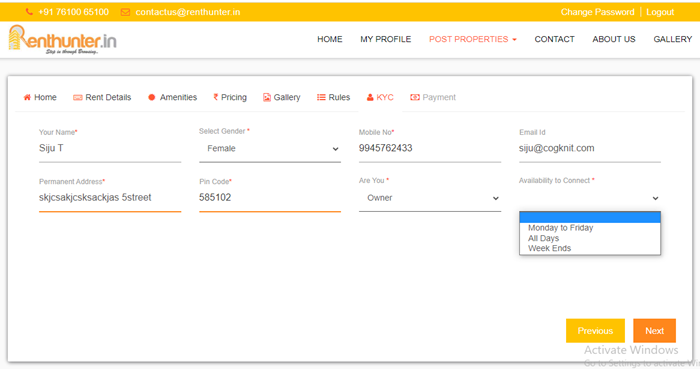 +91 76100 65100 contactus@renthunter.in Change Password | Logout
Renthunter.in
Step in through Browsing..
HOME MY PROFILE POST PROPERTIES CONTACT ABOUT US GALLERY
Home Rent Details Amenities ₹ Pricing Gallery Rules KYC Payment
Your Name* Select Gender * Mobile No* Email Id
Siju T Female 9945762433 siju@cogknit.com
Permanent Address* Pin Code* Are You * Availability to Connect *
skjcsakjcsksackjas 5street 585102 Owner
Monday to Friday
All Days
Week Ends
Previous Next
Activate Windows
Go to Settings to activate Wi